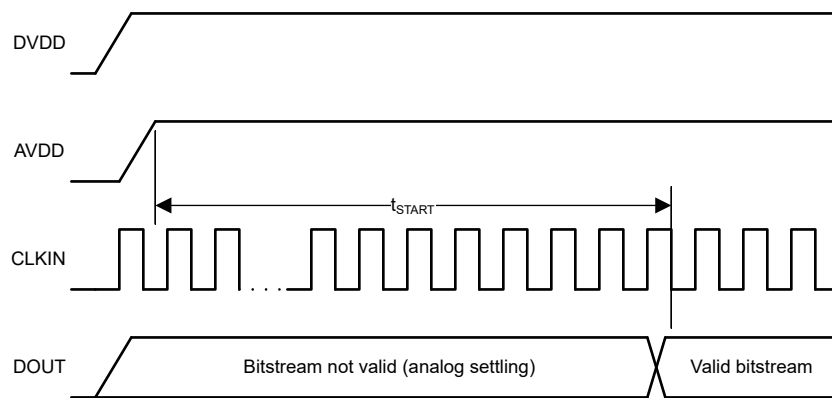 DVDD
AVDD
tSTART
CLKIN
. . .
DOUT
Bitstream not valid (analog settling)
Valid bitstream